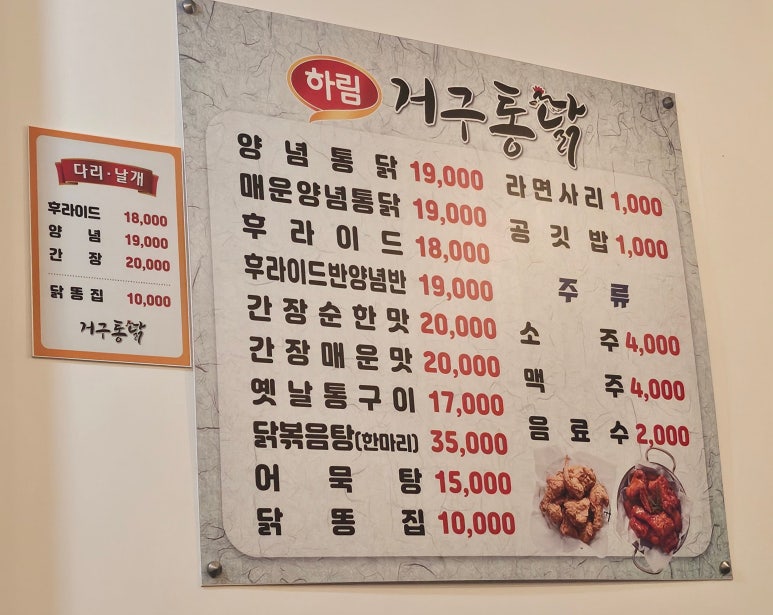 다리·날개
후라이드 18,000
양념 19,000
간장 20,000
닭똥집 10,000
거구통닭
하림 거구통닭
양념통닭 19,000
매운양념통닭 19,000
후라이드 18,000
후라이드반양념반 19,000
간장순한맛 20,000
간장매운맛 20,000
옛날통구이 17,000
닭볶음탕(한마리) 35,000
어묵탕 15,000
닭똥집 10,000
라면사리 1,000
공깃밥 1,000
주류
소주 4,000
맥주 4,000
음료수 2,000